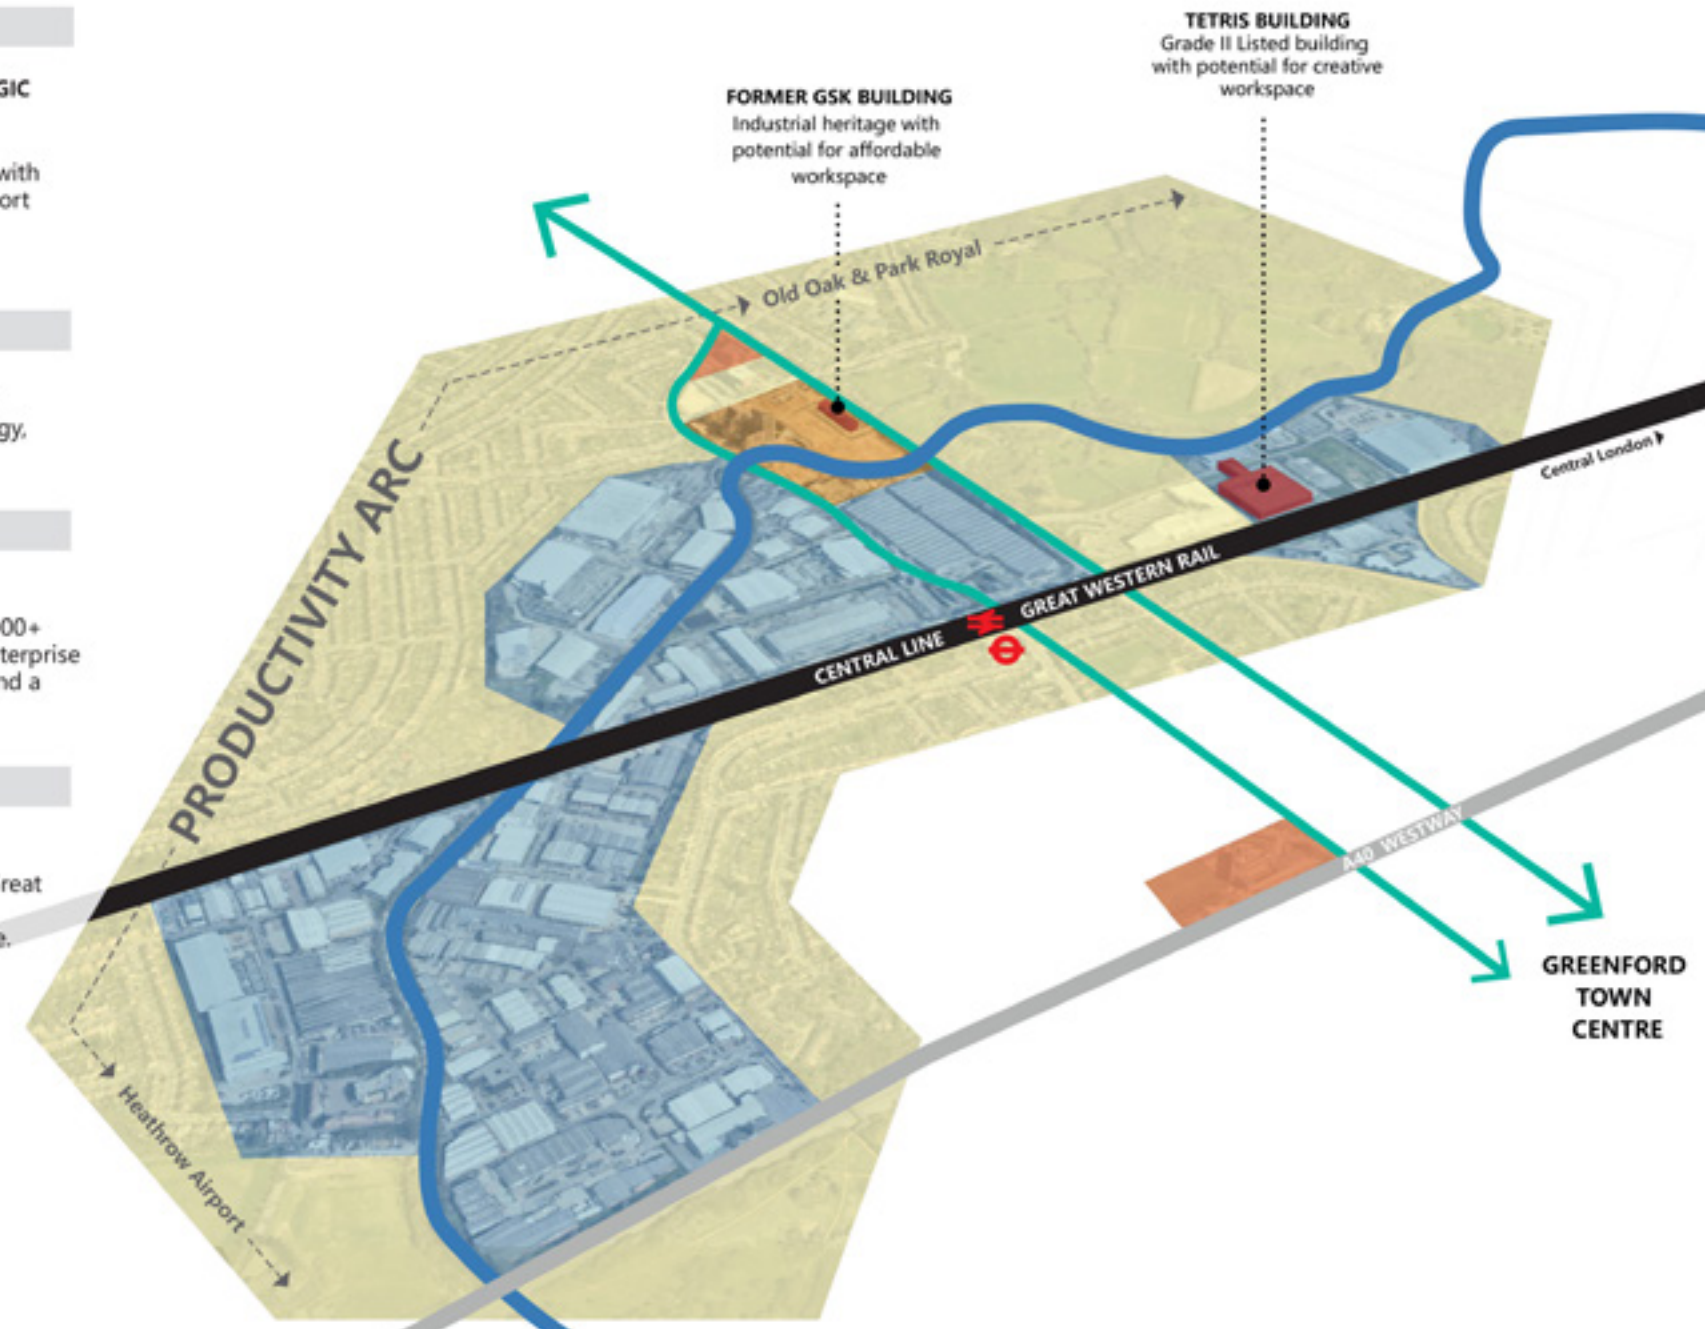 GIC
with
ort
gy,
00+
terprise
nd a
reat
e.
TETRIS BUILDING
Grade II Listed building
with potential for creative
workspace
FORMER GSK BUILDING
Industrial heritage with
potential for affordable
workspace
Old Oak & Park Royal
PRODUCTIVITY ARC
Central London
GREAT WESTERN RAIL
CENTRAL LINE
A40 WESTWAY
GREENFORD
TOWN
CENTRE
Heathrow Airport